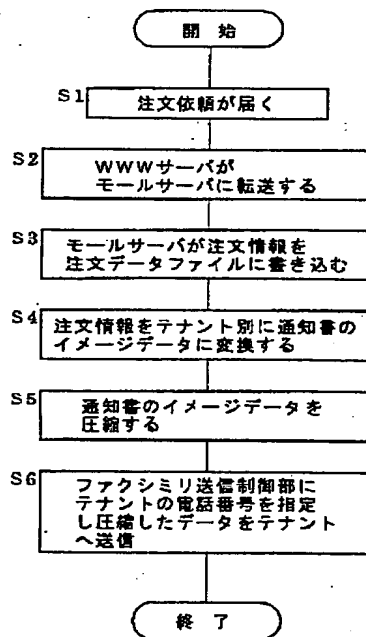 開始
S1
注文依頼が届く
S2
WWWサーバが
モールサーバに転送する
S3
モールサーバが注文情報を
注文データファイルに書き込む
S4
注文情報をテナント別に通知書の
イメージデータに変換する
S5
通知書のイメージデータを
圧縮する
S6
ファクシミリ送信制御部に
テナントの電話番号を指定
し圧縮したデータをテナント
へ送信
終了